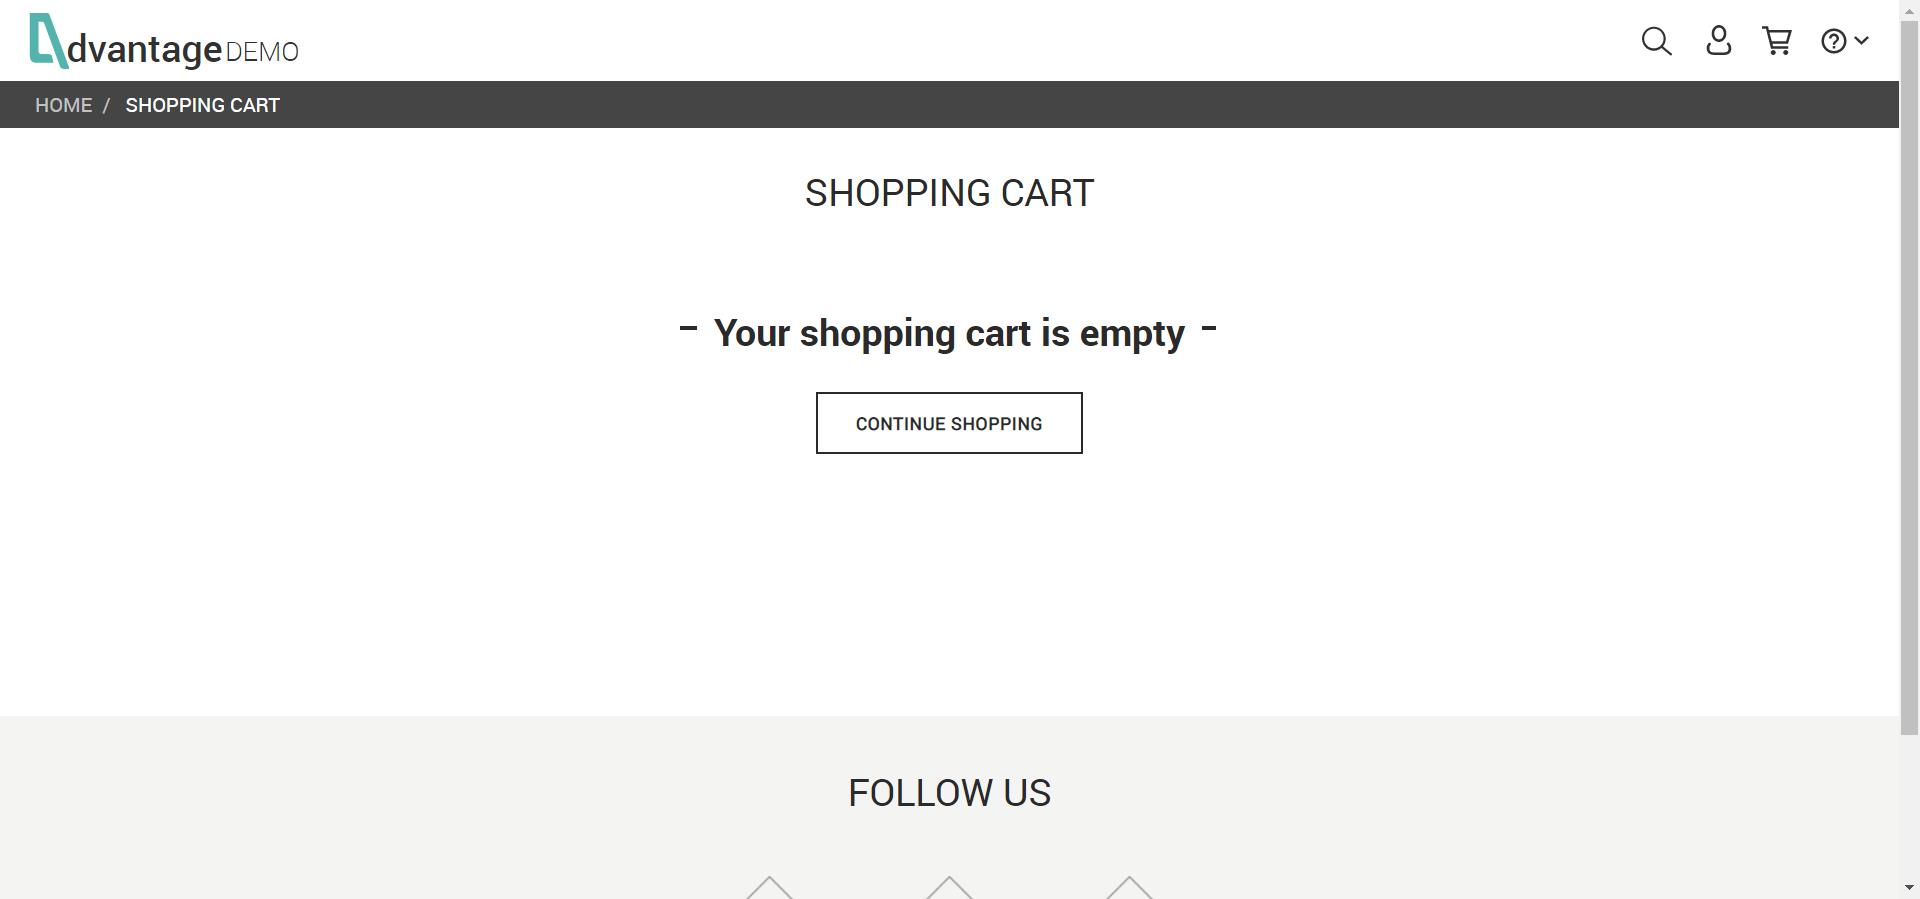 dvantage DEMO
HOME / SHOPPING CART
SHOPPING CART
- Your shopping cart is empty -
CONTINUE SHOPPING
FOLLOW US